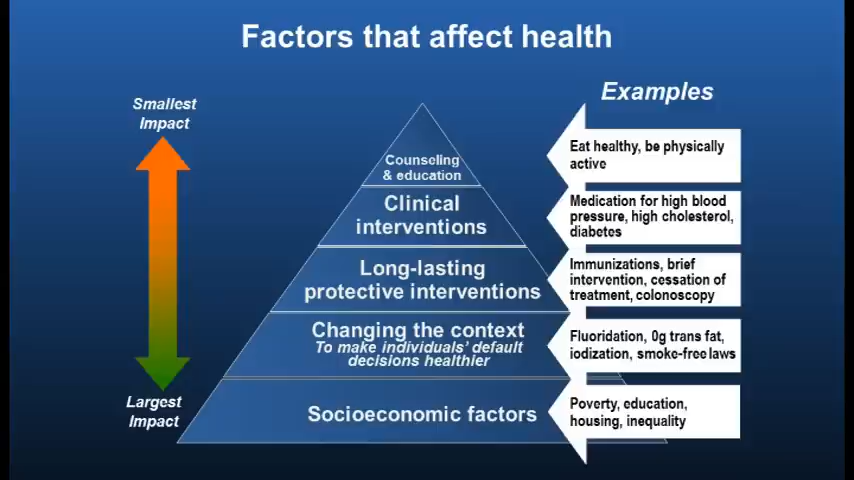 Factors that affect health
Examples
Smallest
Impact
Largest
Impact
Counseling
& education
Clinical
interventions
Long-lasting
protective interventions
Changing the context
To make individuals' default
decisions healthier
Socioeconomic factors
Eat healthy, be physically
active
Medication for high blood
pressure, high cholesterol,
diabetes
Immunizations, brief
intervention, cessation of
treatment, colonoscopy
Fluoridation, 0g trans fat,
iodization, smoke-free laws
Poverty, education,
housing, inequality